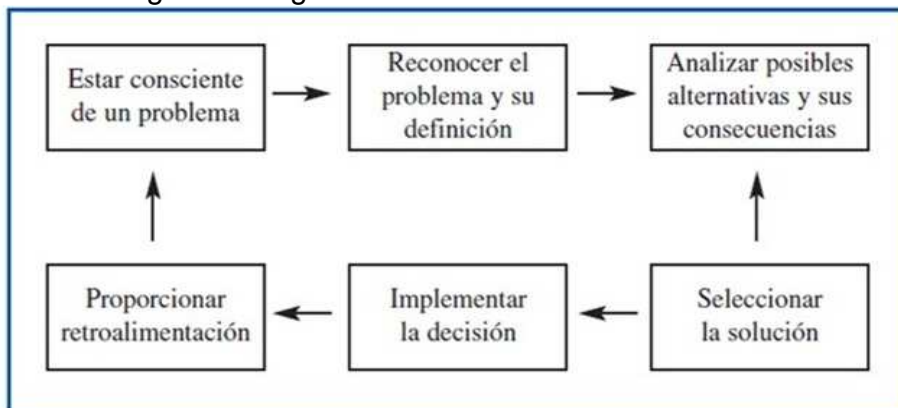 Estar consciente
de un problema
Reconocer el
problema y su
definición
Analizar posibles
alternativas y sus
consecuencias
Proporcionar
retroalimentación
Implementar
la decisión
Seleccionar
la solución